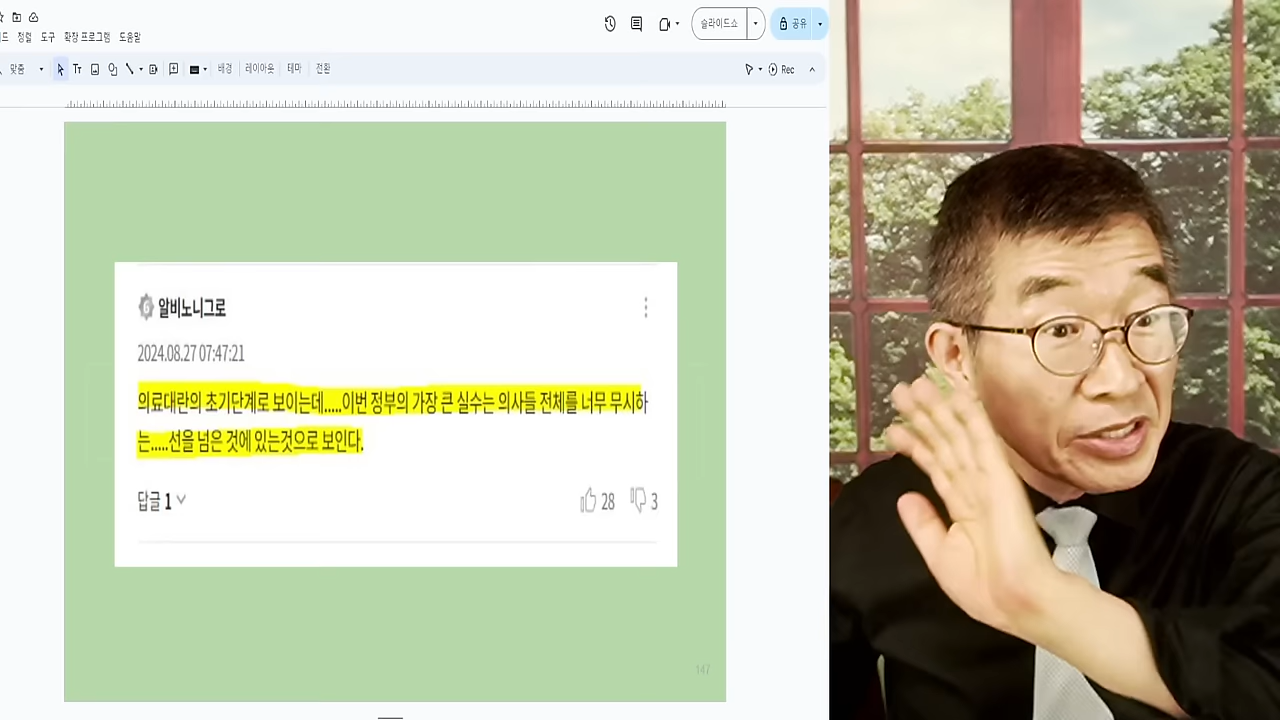 슬라이드쇼 공유
드 정렬 도구 확장 프로그램 도움말
맞춤 배경 레이아웃 테마 전환 Rec
알비노니그로
2024.08.27 07:47:21
의료대란의 초기단계로 보이는데.....이번 정부의 가장 큰 실수는 의사들 전체를 너무 무시하
는.....선을 넘은 것에 있는것으로 보인다.
답글 1 28 3
147